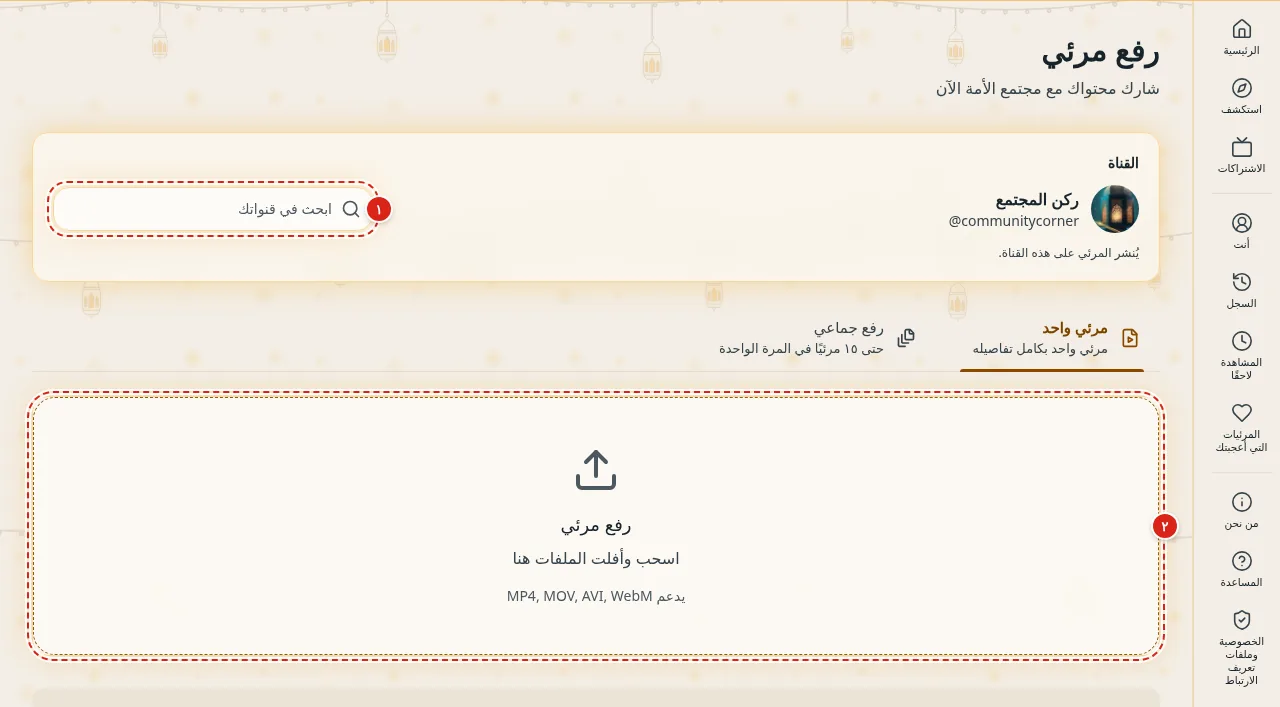 رفع مرئي
شارك محتواك مع مجتمع الأمة الآن
القناة
ركن المجتمع
@communitycorner
يُنشر المرئي على هذه القناة.
ابحث في قنواتك
١
مرئي واحد
مرئي واحد بكامل تفاصيله
رفع جماعي
حتى ١٥ مرئيًا في المرة الواحدة
رفع مرئي
اسحب وأفلت الملفات هنا
يدعم MP4, MOV, AVI, WebM
٢
الرئيسية
استكشف
الاشتراكات
أنت
السجل
المشاهدة
لاحقًا
المرئيات
التي أعجبتك
من نحن
المساعدة
الخصوصية
وملفات
تعريف
الارتباط